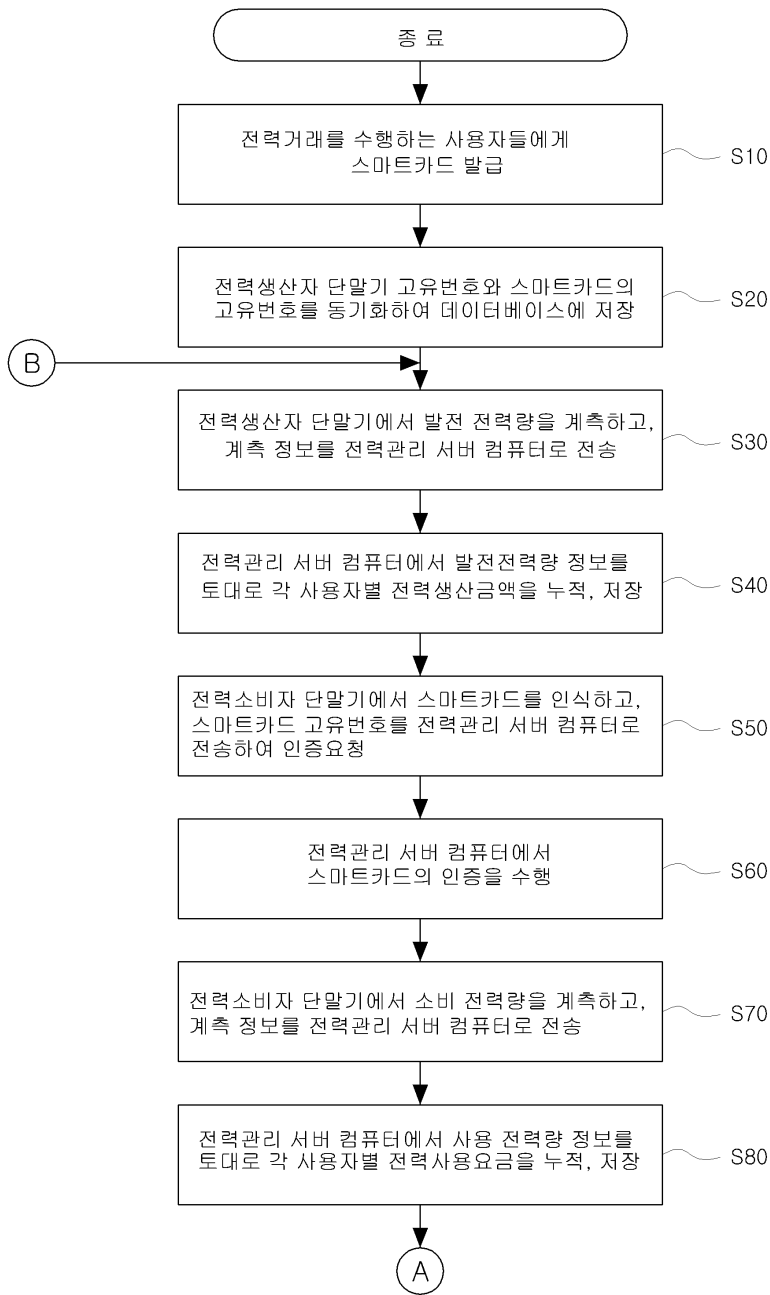 종 료
전력거래를 수행하는 사용자들에게
스마트카드 발급
S10
전력생산자 단말기 고유번호와 스마트카드의
고유번호를 동기화하여 데이터베이스에 저장
S20
B
전력생산자 단말기에서 발전 전력량을 계측하고,
계측 정보를 전력관리 서버 컴퓨터로 전송
S30
전력관리 서버 컴퓨터에서 발전전력량 정보를
토대로 각 사용자별 전력생산금액을 누적, 저장
S40
전력소비자 단말기에서 스마트카드를 인식하고,
스마트카드 고유번호를 전력관리 서버 컴퓨터로
전송하여 인증요청
S50
전력관리 서버 컴퓨터에서
스마트카드의 인증을 수행
S60
전력소비자 단말기에서 소비 전력량을 계측하고,
계측 정보를 전력관리 서버 컴퓨터로 전송
S70
전력관리 서버 컴퓨터에서 사용 전력량 정보를
토대로 각 사용자별 전력사용요금을 누적, 저장
S80
A